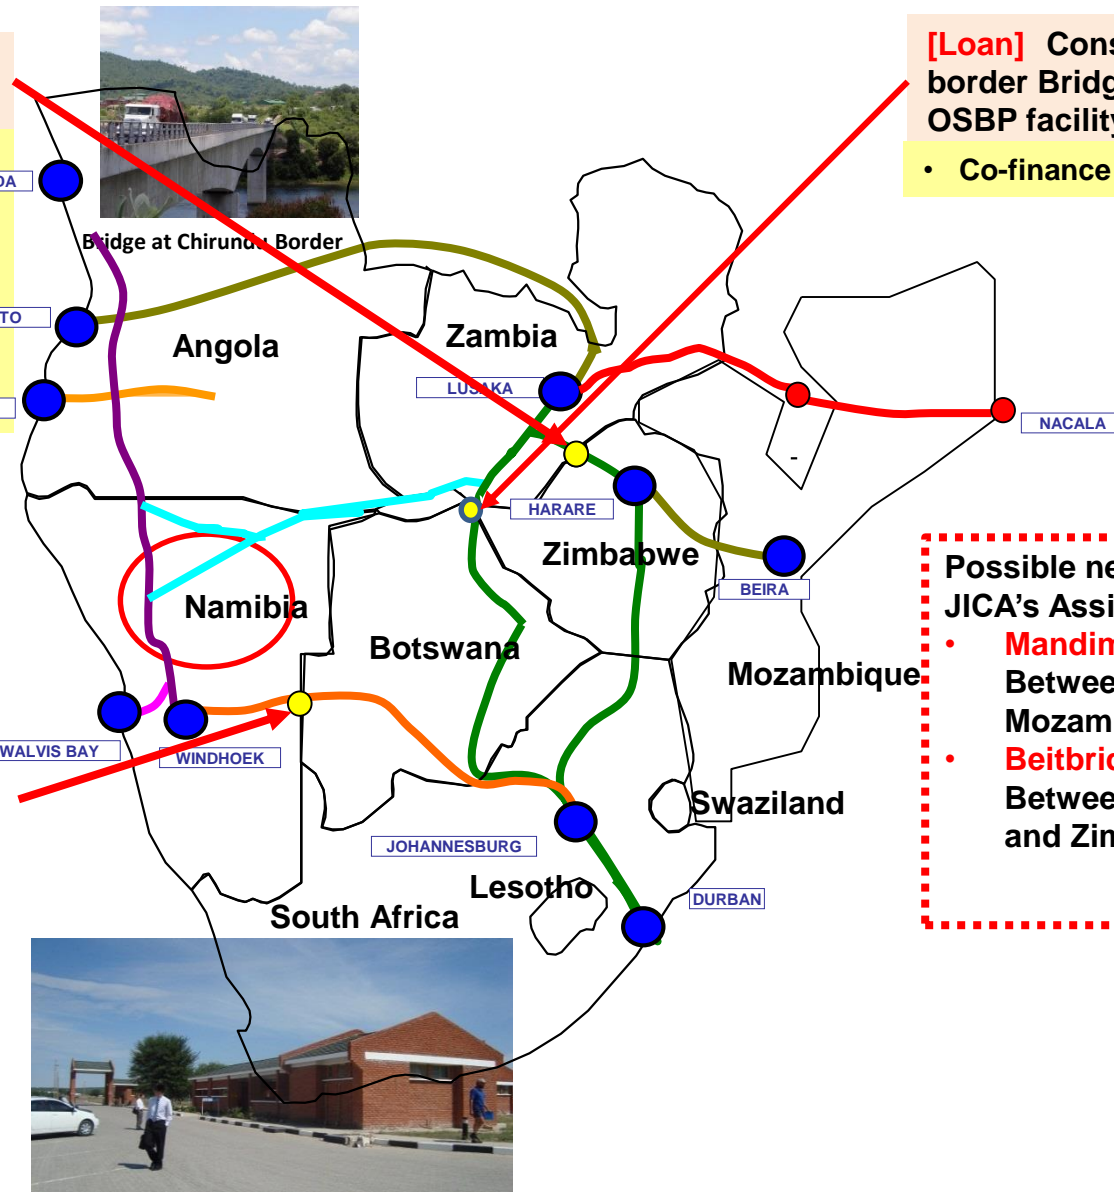 [Loan] Cons
border Bridg
OSBP facility
• Co-finance
DA
Bridge at Chirundu Border
TO
Angola
Zambia
LUSAKA
NACALA
-
HARARE
Zimbabwe
BEIRA
Namibia
Botswana
Mozambique
WALVIS BAY
WINDHOEK
Swaziland
JOHANNESBURG
Lesotho
DURBAN
South Africa
Possible ne
JICA's Assi
• Mandim
Betwee
Mozam
• Beitbrid
Betwee
and Zim